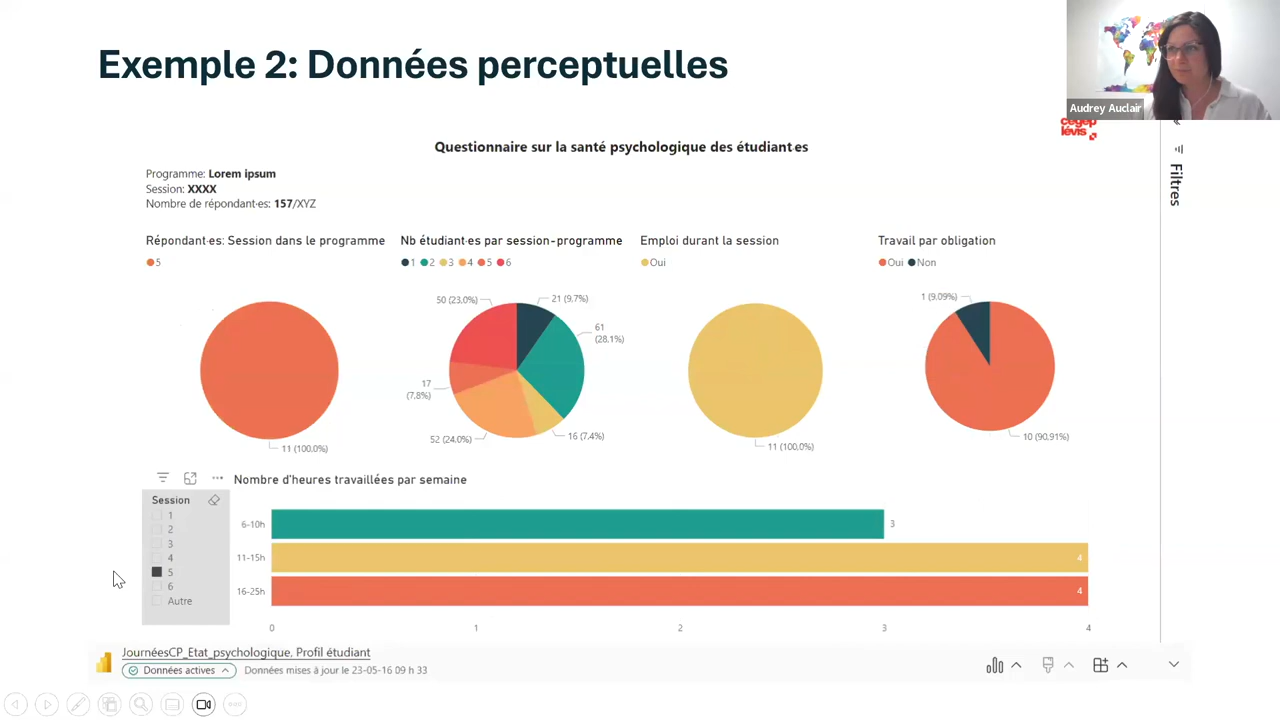 Exemple 2: Données perceptuelles
Audrey Auclair
cégep
lévis
Questionnaire sur la santé psychologique des étudiant·es
Programme: Lorem ipsum
Session: XXXX
Nombre de répondant·es: 157/XYZ
Filtres
Répondant·es: Session dans le programme
5
11 (100,0%)
Nb étudiant·es par session-programme
1 2 3 4 5 6
50 (23,0%)
21 (9,7%)
61
(28,1%)
17
(7,8%)
52 (24,0%)
16 (7,4%)
Emploi durant la session
Oui
11 (100,0%)
Travail par obligation
Oui Non
1 (9.09%)
10 (90,91%)
Nombre d'heures travaillées par semaine
Session
1
2
3
4
5
6
Autre
6-10h
3
11-15h
4
16-25h
4
0 1 2 3 4
JournéesCP_Etat_psychologique, Profil étudiant
Données actives
Données mises à jour le 23-05-16 09 h 33